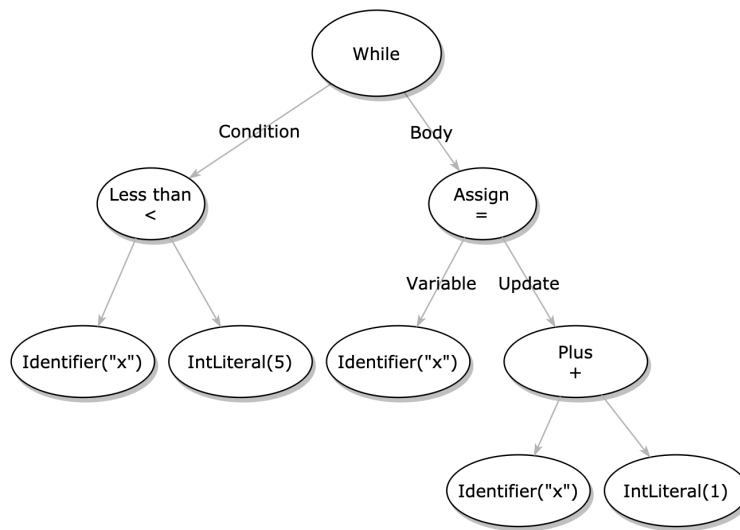 While
Condition
Body
Less than
<
Assign
=
Variable
Update
Identifier("x")
IntLiteral(5)
Identifier("x")
Plus
+
Identifier("x")
IntLiteral(1)